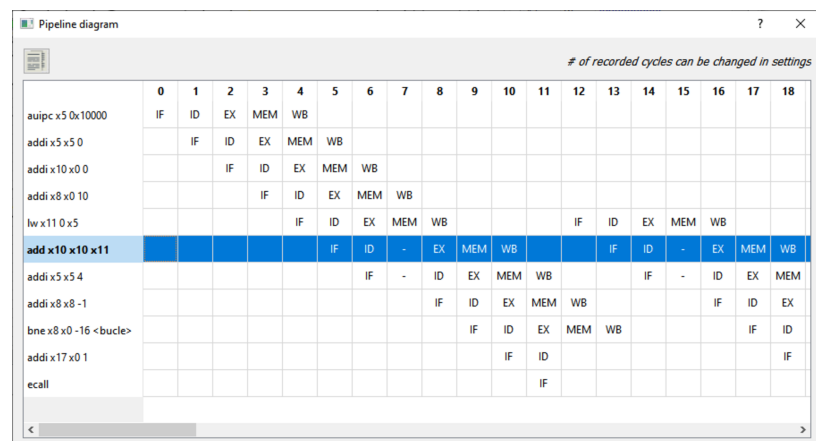 Pipeline diagram ? ×
# of recorded cycles can be changed in settings
0 1 2 3 4 5 6 7 8 9 10 11 12 13 14 15 16 17 18
auipc x5 0x10000 IF ID EX MEM WB
addi x5 x5 0 IF ID EX MEM WB
addi x10 x0 0 IF ID EX MEM WB
addi x8 x0 10 IF ID EX MEM WB
lw x11 0 x5 IF ID EX MEM WB IF ID EX MEM WB
add x10 x10 x11 IF ID - EX MEM WB IF ID - EX MEM WB
addi x5 x5 4 IF - ID EX MEM WB IF - ID EX MEM
addi x8 x8 -1 IF ID EX MEM WB IF ID EX
bne x8 x0 -16 <bucle> IF ID EX MEM WB IF ID
addi x17 x0 1 IF ID IF
ecall IF